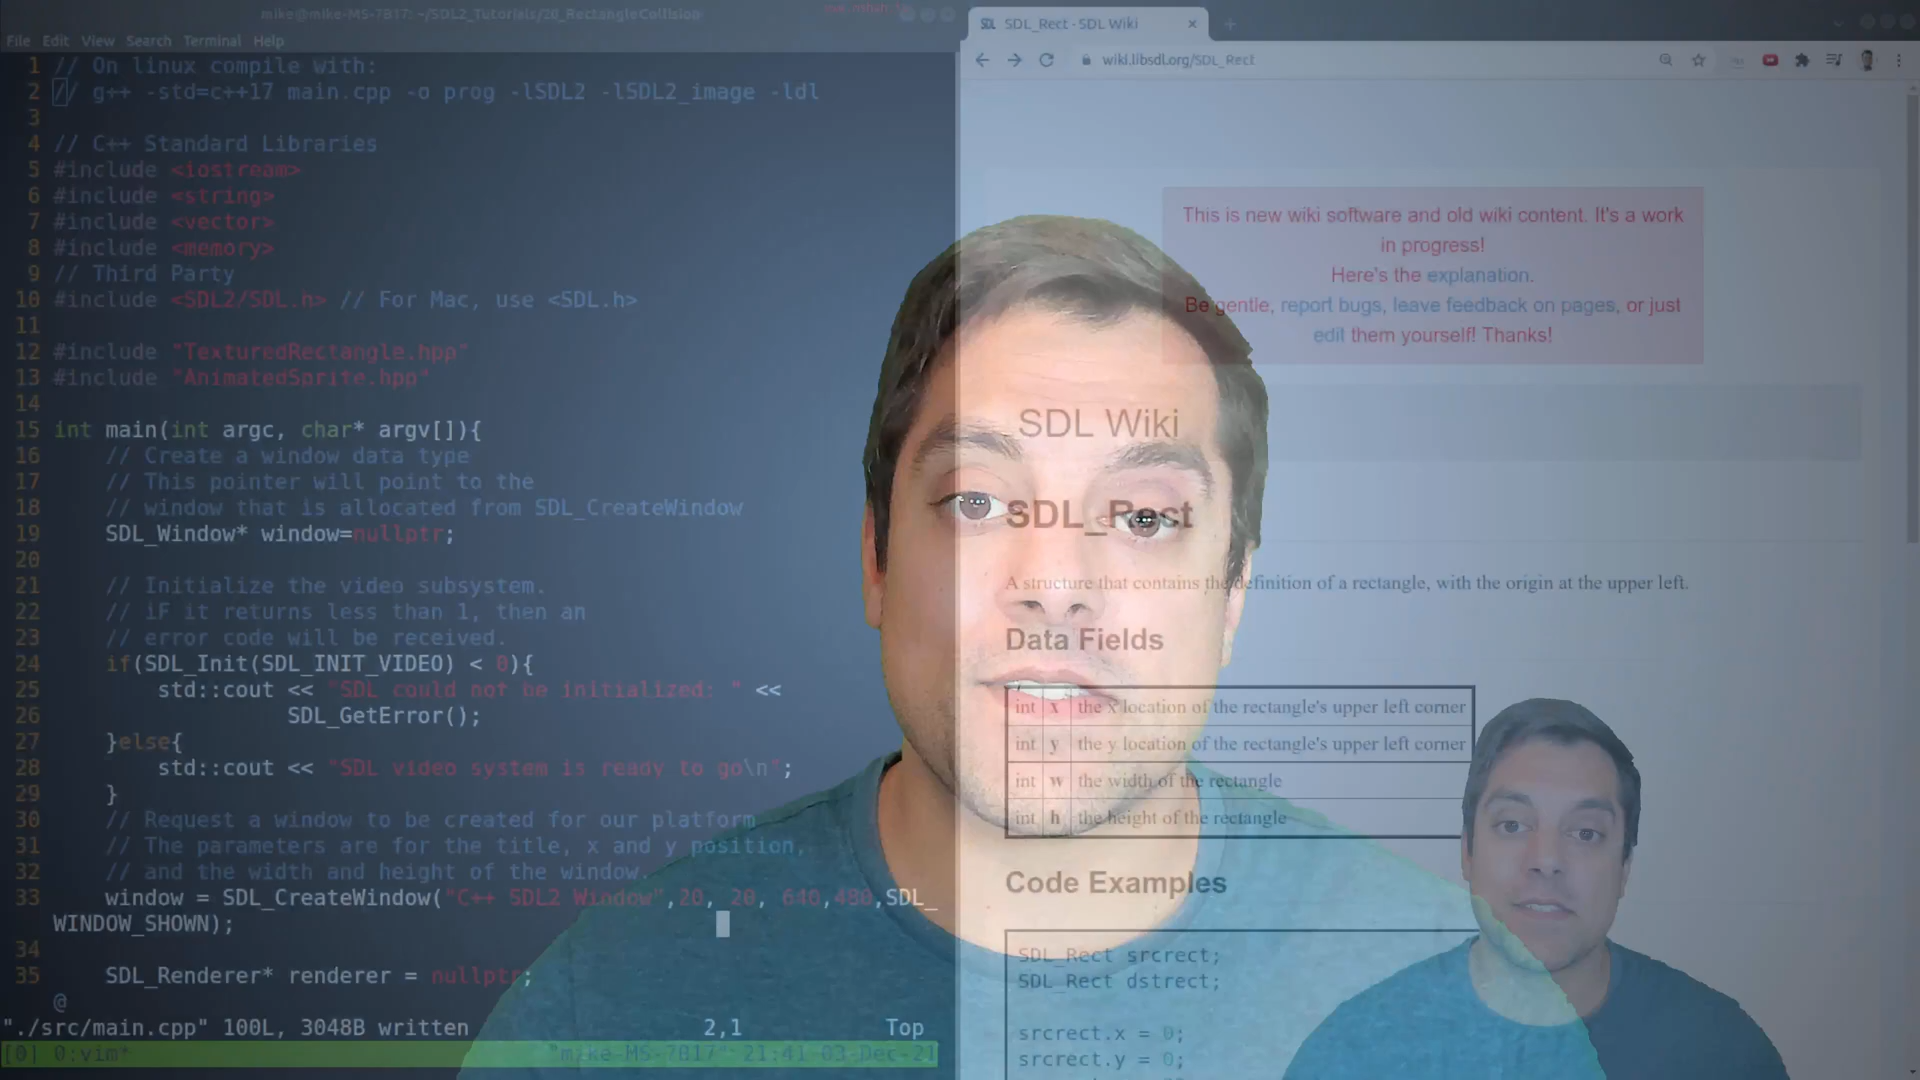 mike@mike-MS-7B17: ~/SDL2_Tutorials/20_RectangleCollision
File Edit View Search Terminal Help
1 // On linux compile with:
2 // g++ -std=c++17 main.cpp -o prog -lSDL2 -lSDL2_image -ldl
3
4 // C++ Standard Libraries
5 #include <iostream>
6 #include <string>
7 #include <vector>
8 #include <memory>
9 // Third Party
10 #include <SDL2/SDL.h> // For Mac, use <SDL.h>
11
12 #include "TexturedRectangle.hpp"
13 #include "AnimatedSprite.hpp"
14
15 int main(int argc, char* argv[]){
16 // Create a window data type
17 // This pointer will point to the
18 // window that is allocated from SDL_CreateWindow
19 SDL_Window* window=nullptr;
20
21 // Initialize the video subsystem.
22 // iF it returns less than 1, then an
23 // error code will be received.
24 if(SDL_Init(SDL_INIT_VIDEO) < 0){
25 std::cout << "SDL could not be initialized: " <<
26 SDL_GetError();
27 }else{
28 std::cout << "SDL video system is ready to go\n";
29 }
30 // Request a window to be created for our platform
31 // The parameters are for the title, x and y position,
32 // and the width and height of the window.
33 window = SDL_CreateWindow("C++ SDL2 Window",20, 20, 640,480,SDL_
WINDOW_SHOWN);
34
35 SDL_Renderer* renderer = nullptr;
@
"./src/main.cpp" 100L, 3048B written 2,1 Top
[0] 0:vim* "mike-MS-7B17" 21:41 03-Dec-21
SDL_Rect - SDL Wiki
wiki.libsdl.org/SDL_Rect
This is new wiki software and old wiki content. It's a work
in progress!
Here's the explanation.
Be gentle, report bugs, leave feedback on pages, or just
edit them yourself! Thanks!
SDL Wiki
SDL_Rect
A structure that contains the definition of a rectangle, with the origin at the upper left.
Data Fields
int x the x location of the rectangle's upper left corner
int y the y location of the rectangle's upper left corner
int w the width of the rectangle
int h the height of the rectangle
Code Examples
SDL_Rect srcrect;
SDL_Rect dstrect;
srcrect.x = 0;
srcrect.y = 0;